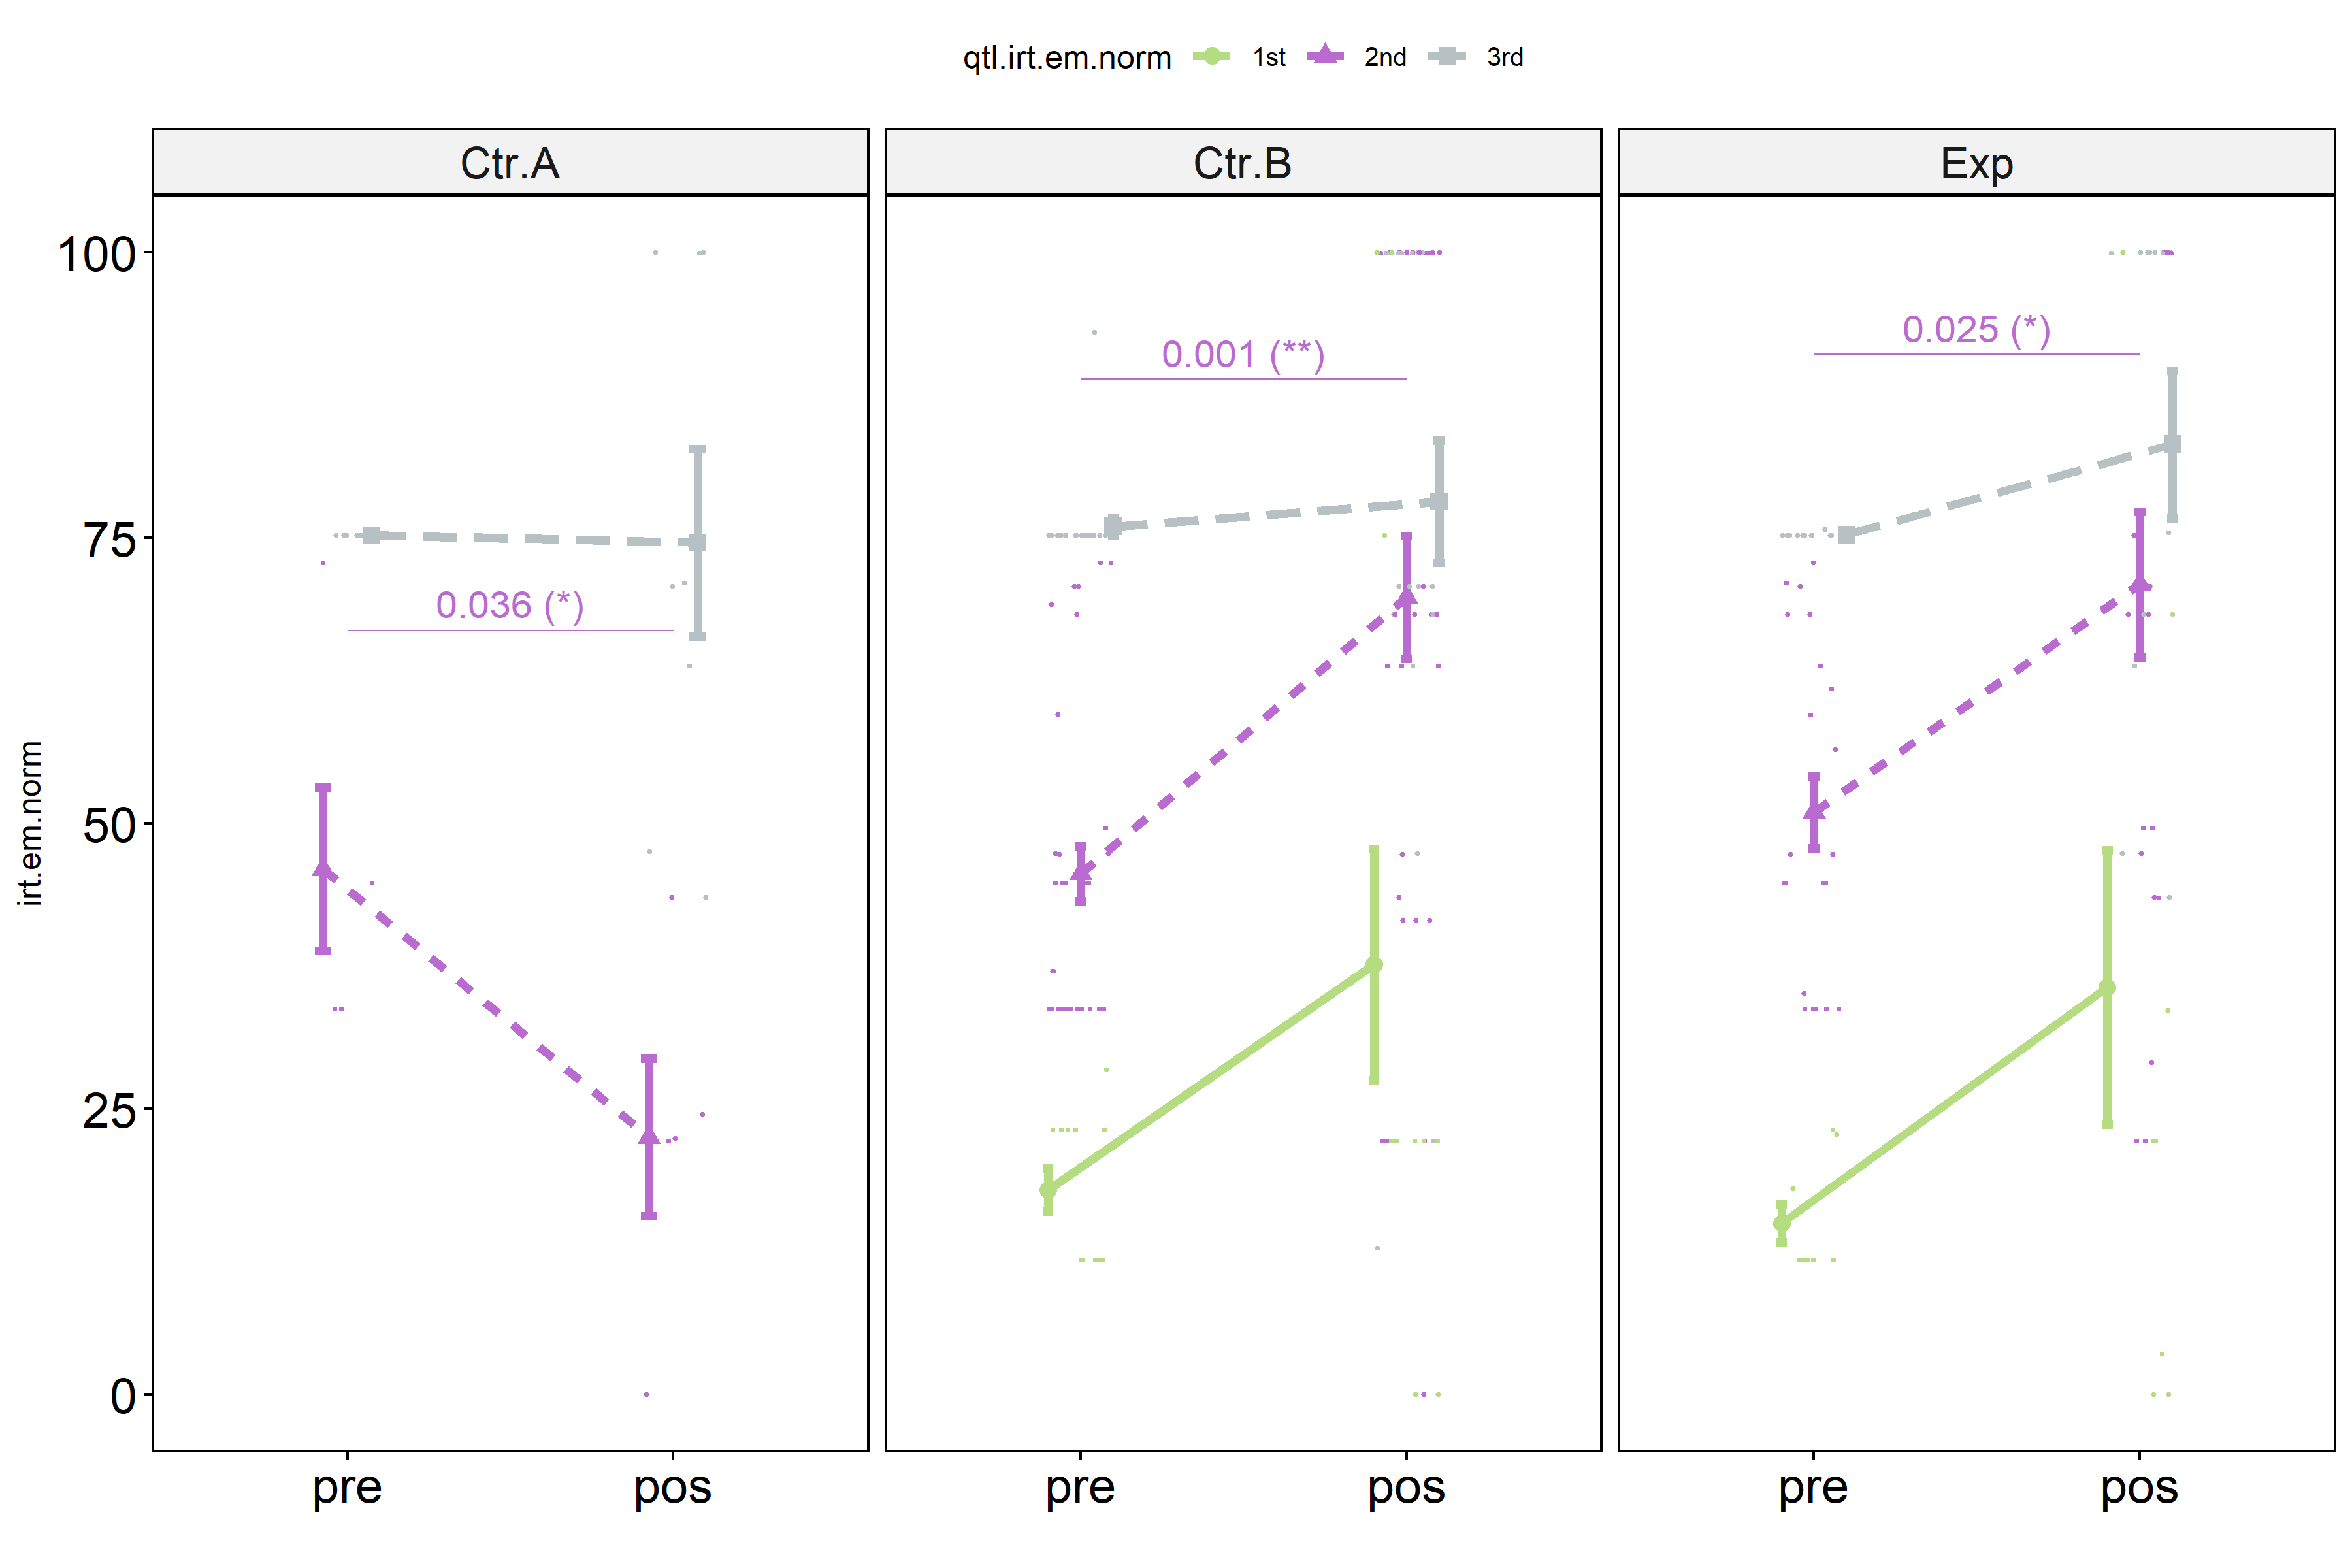 qtl.irt.em.norm 1st 2nd 3rd
Ctr.A Ctr.B Exp
irt.em.norm
100
75
50
25
0
0.036 (*)
0.001 (**)
0.025 (*)
pre pos pre pos pre pos